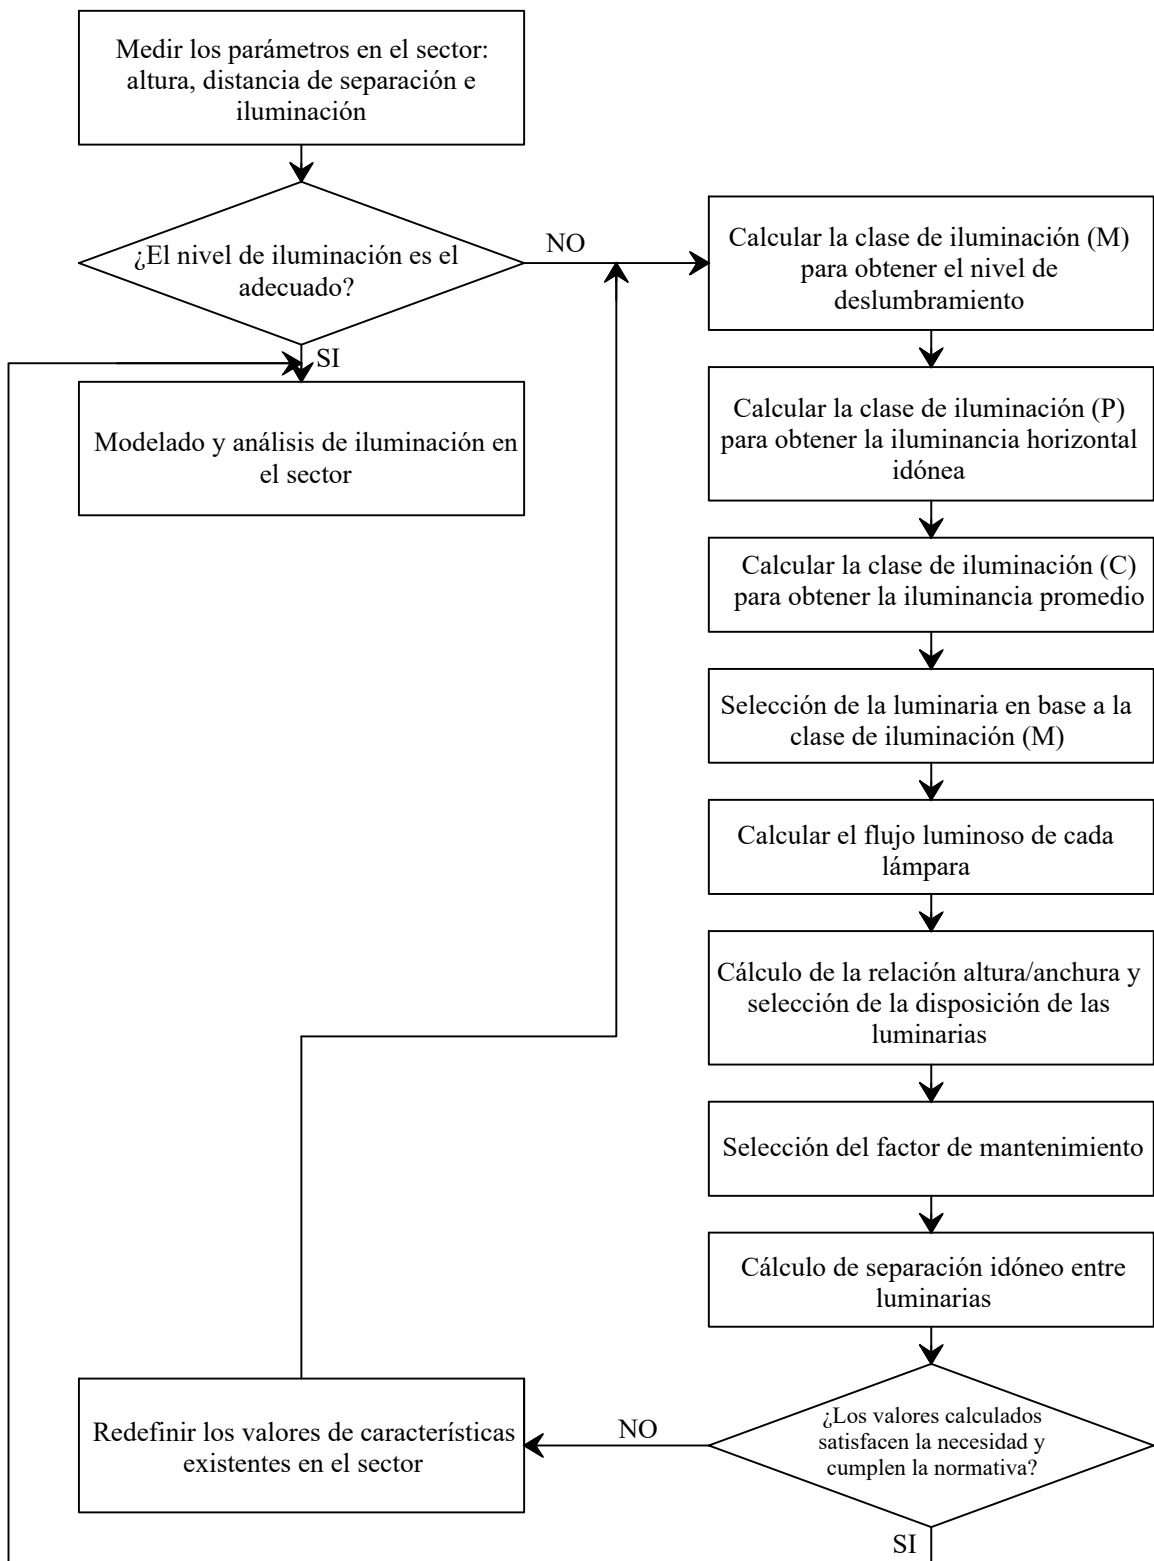 Medir los parámetros en el sector:
altura, distancia de separación e
iluminación
¿El nivel de iluminación es el
adecuado?
NO
SI
Modelado y análisis de iluminación en
el sector
Calcular la clase de iluminación (M)
para obtener el nivel de
deslumbramiento
Calcular la clase de iluminación (P)
para obtener la iluminancia horizontal
idónea
Calcular la clase de iluminación (C)
para obtener la iluminancia promedio
Selección de la luminaria en base a la
clase de iluminación (M)
Calcular el flujo luminoso de cada
lámpara
Cálculo de la relación altura/anchura y
selección de la disposición de las
luminarias
Selección del factor de mantenimiento
Cálculo de separación idóneo entre
luminarias
¿Los valores calculados
satisfacen la necesidad y
cumplen la normativa?
NO
Redefinir los valores de características
existentes en el sector
SI